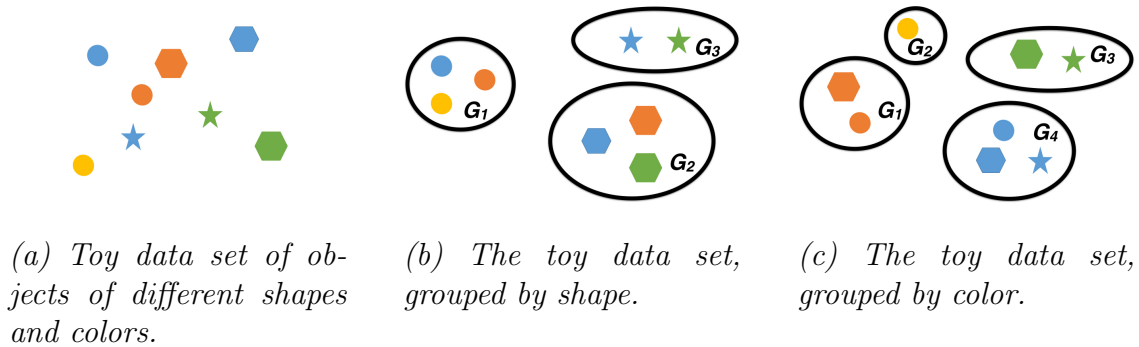 G1
G3
G2
G2
G3
G1
G4
(a) Toy data set of ob-
jects of different shapes
and colors.
(b) The toy data set,
grouped by shape.
(c) The toy data set,
grouped by color.